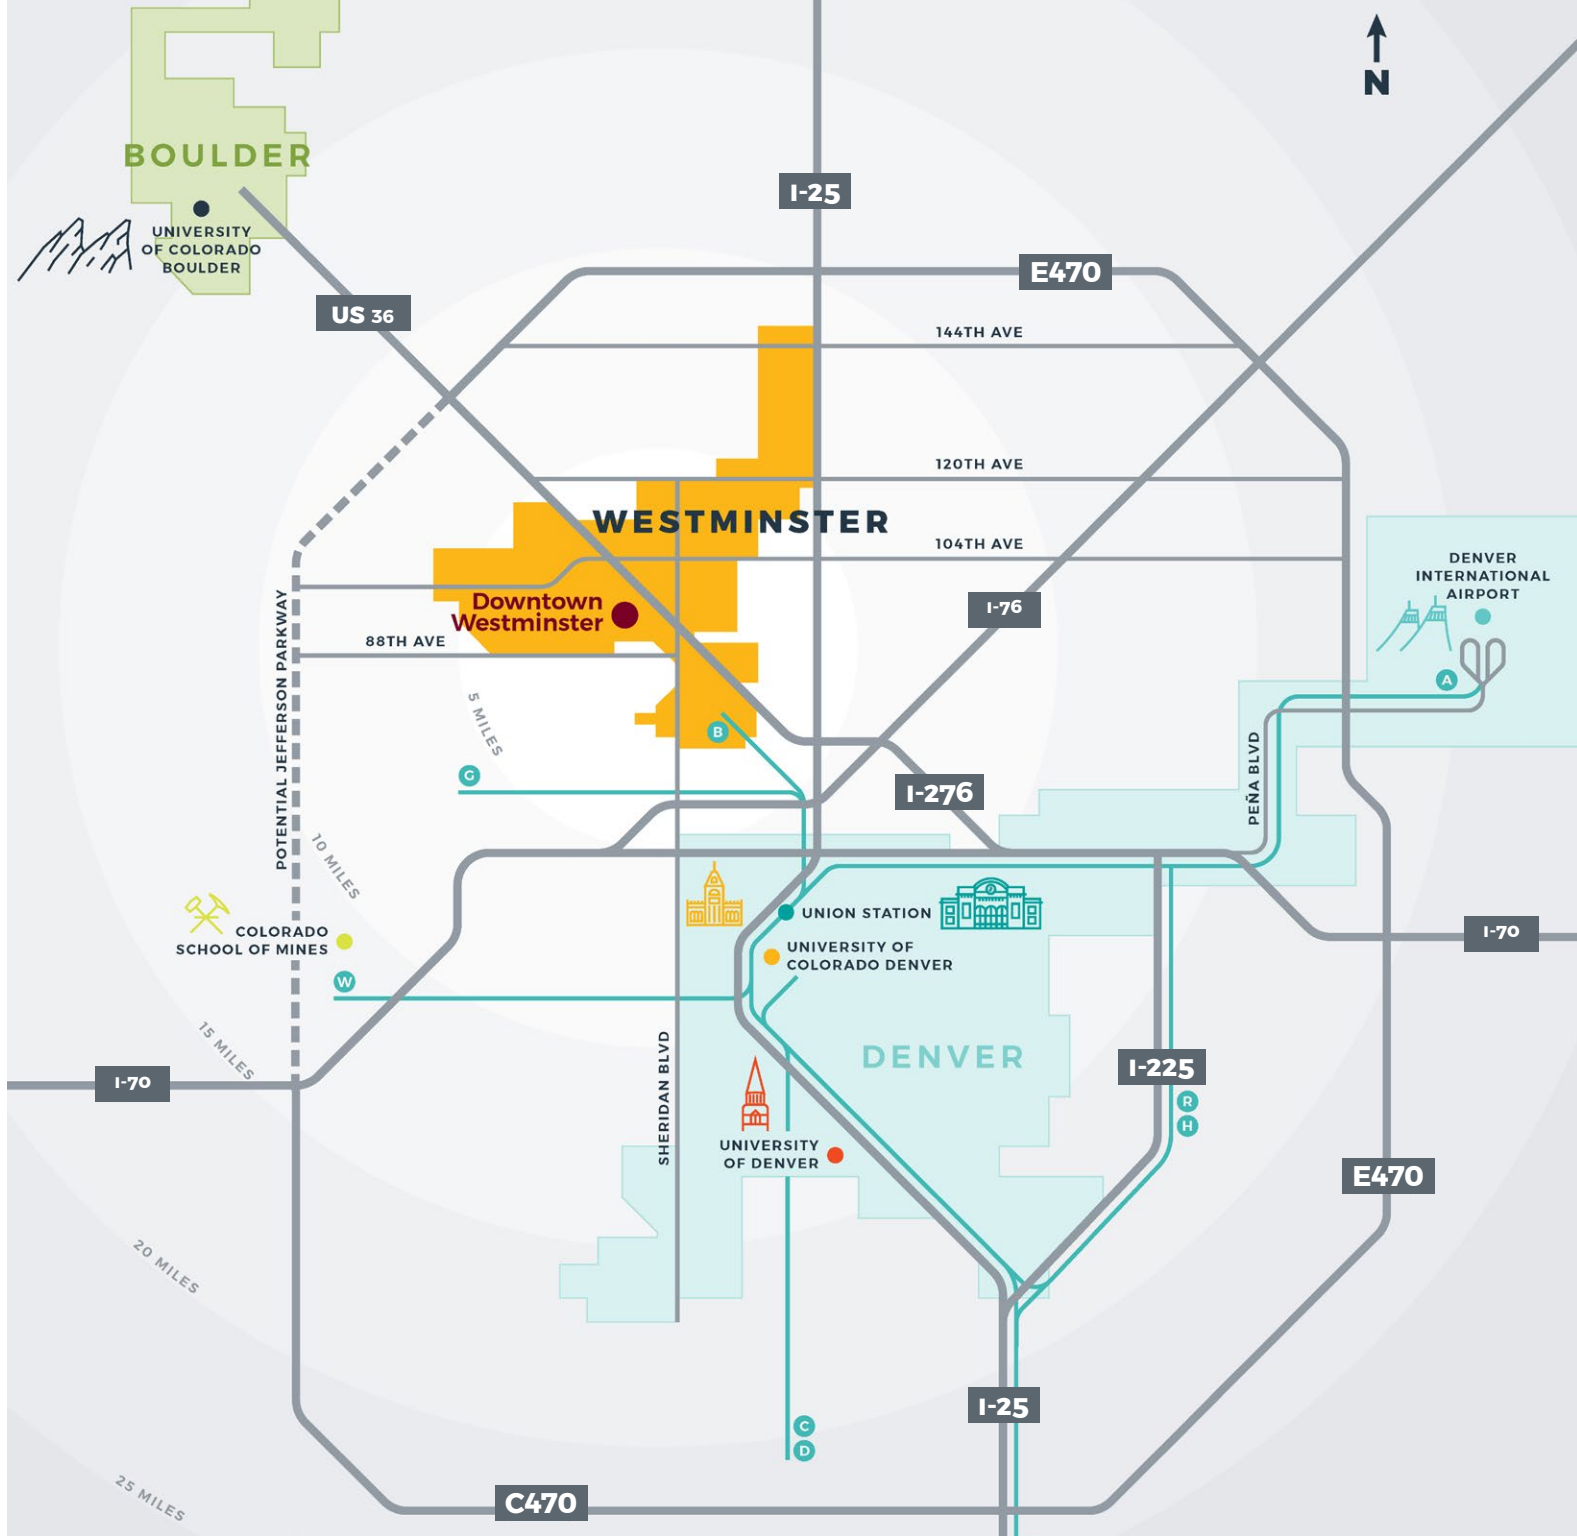 N
BOULDER
I-25
UNIVERSITY
OF COLORADO
BOULDER
E470
US 36
144TH AVE
120TH AVE
WESTMINSTER
104TH AVE
DENVER
INTERNATIONAL
AIRPORT
Downtown
Westminster
I-76
88TH AVE
POTENTIAL JEFFERSON PARKWAY
A
5 MILES
B
PEÑA BLVD
G
I-276
10 MILES
UNION STATION
COLORADO
SCHOOL OF MINES
I-70
UNIVERSITY OF
COLORADO DENVER
W
15 MILES
DENVER
SHERIDAN BLVD
I-225
I-70
R
H
UNIVERSITY
OF DENVER
E470
20 MILES
I-25
C
D
25 MILES
C470